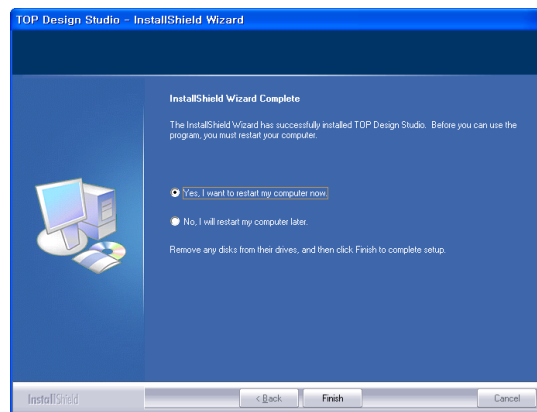 TOP Design Studio - InstallShield Wizard
InstallShield Wizard Complete
The InstallShield Wizard has successfully installed TOP Design Studio. Before you can use the
program, you must restart your computer.
Yes, I want to restart my computer now.
No, I will restart my computer later.
Remove any disks from their drives, and then click Finish to complete setup.
InstallShield
< Back
Finish
Cancel